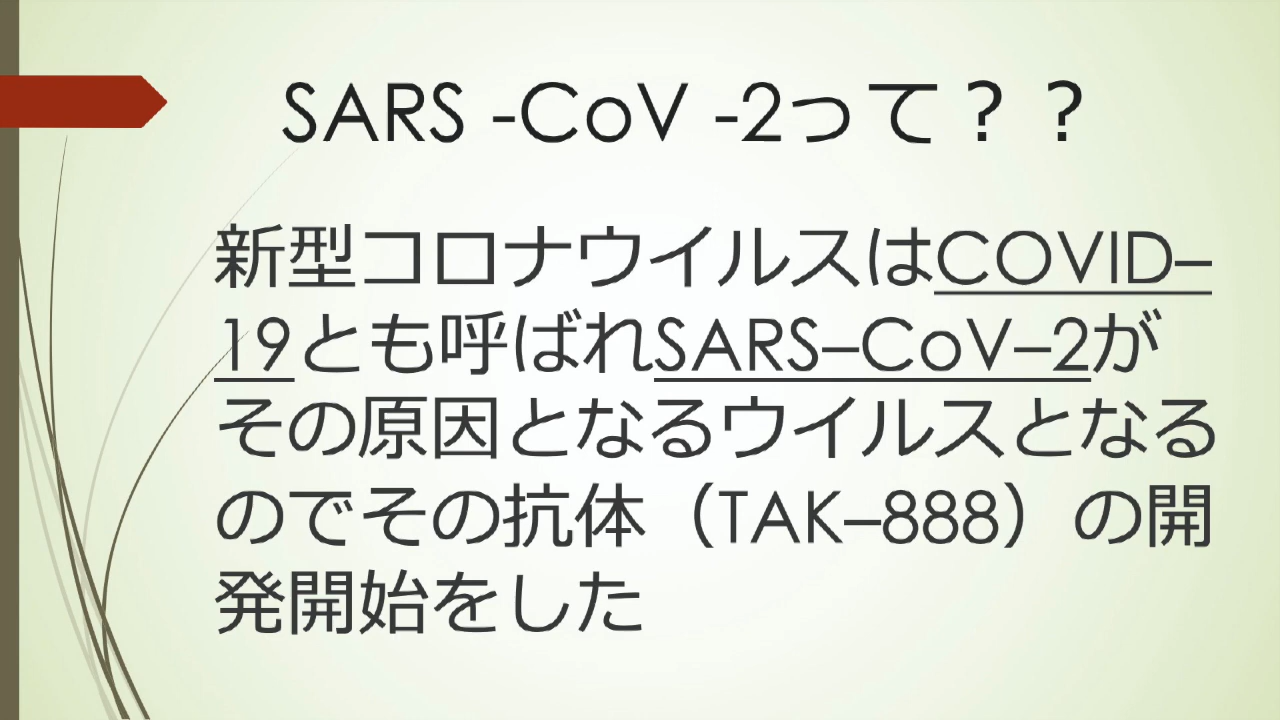 SARS -CoV -2って？？
新型コロナウイルスはCOVID–
19とも呼ばれSARS–CoV–2が
その原因となるウイルスとなる
のでその抗体（TAK–888）の開
発開始をした